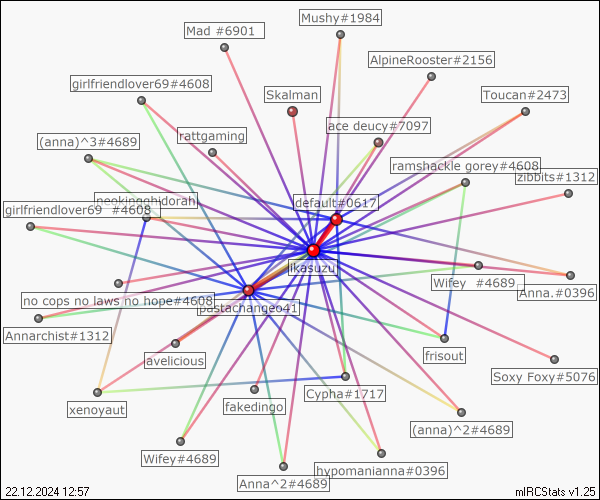 Mushy#1984
Mad #6901
AlpineRooster#2156
girlfriendlover69#4608
Skalman
Toucan#2473
ace deucy#7097
(anna)^3#4689
rattgaming
ramshackle gorey#4608
zibbits#1312
neokingghidorah
default#0617
girlfriendlover69 #4608
likasuzu
Wifey #4689
Anna.#0396
no cops no laws no hope#4608
pastachangeo41
Annarchist#1312
avelicious
frisout
Soxy Foxy#5076
xenoyaut
fakedingo
Cypha#1717
(anna)^2#4689
Wifey#4689
Anna^2#4689
hypomanianna#0396
22.12.2024 12:57
mIRCStats v1.25